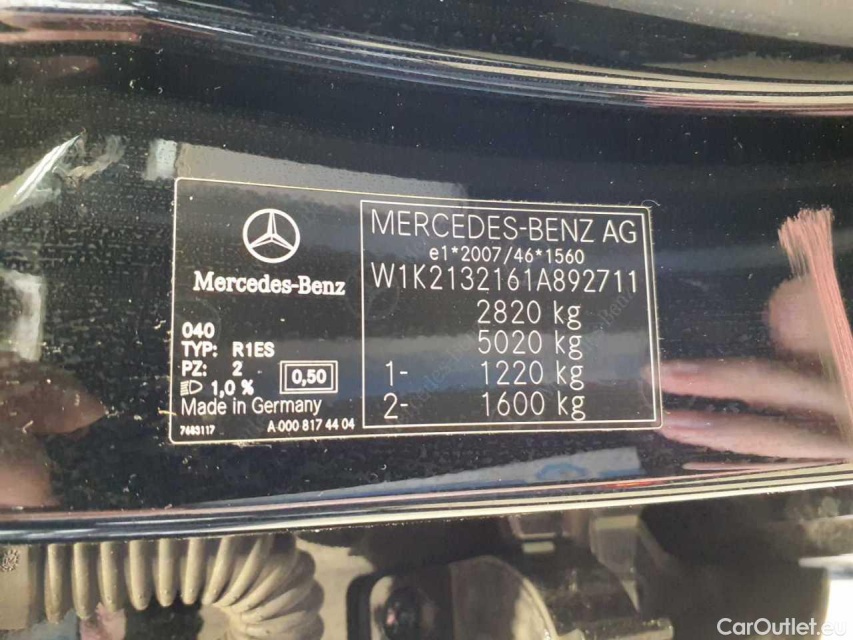 Mercedes-Benz
040
TYP: R1ES
PZ: 2
1,0 % 0,50
Made in Germany
7683117 A 000 817 44 04
MERCEDES-BENZ AG
e1*2007/46*1560
W1K2132161A892711
2820 kg
5020 kg
1- 1220 kg
2- 1600 kg
CarOutlet.eu